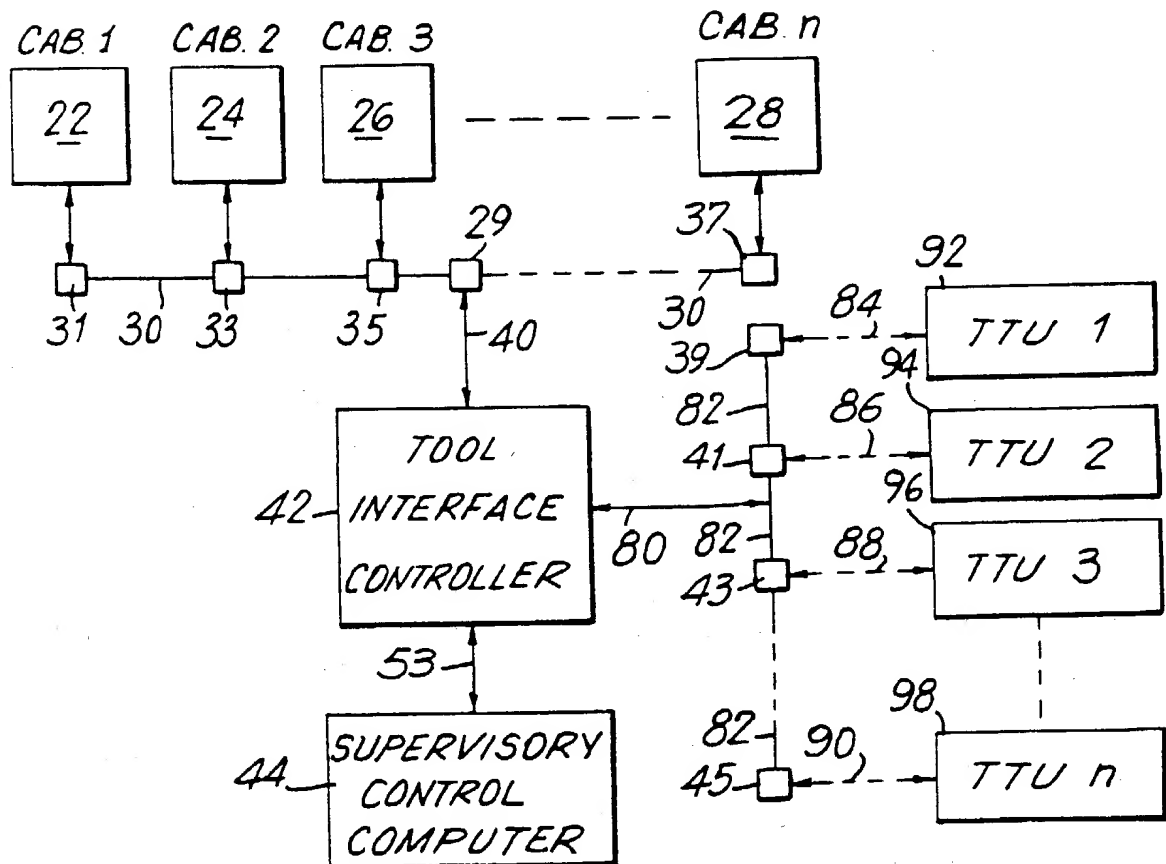 CAB. 1 CAB. 2 CAB. 3 CAB. n
22 24 26 28
29 37
31 30 33 35 40 30
92
84 TTU 1
39
94
82 86 TTU 2
41
96
TOOL
INTERFACE
CONTROLLER
42 80 82 88 TTU 3
43
53
98
82 90 TTU n
45
SUPERVISORY
CONTROL
COMPUTER
44